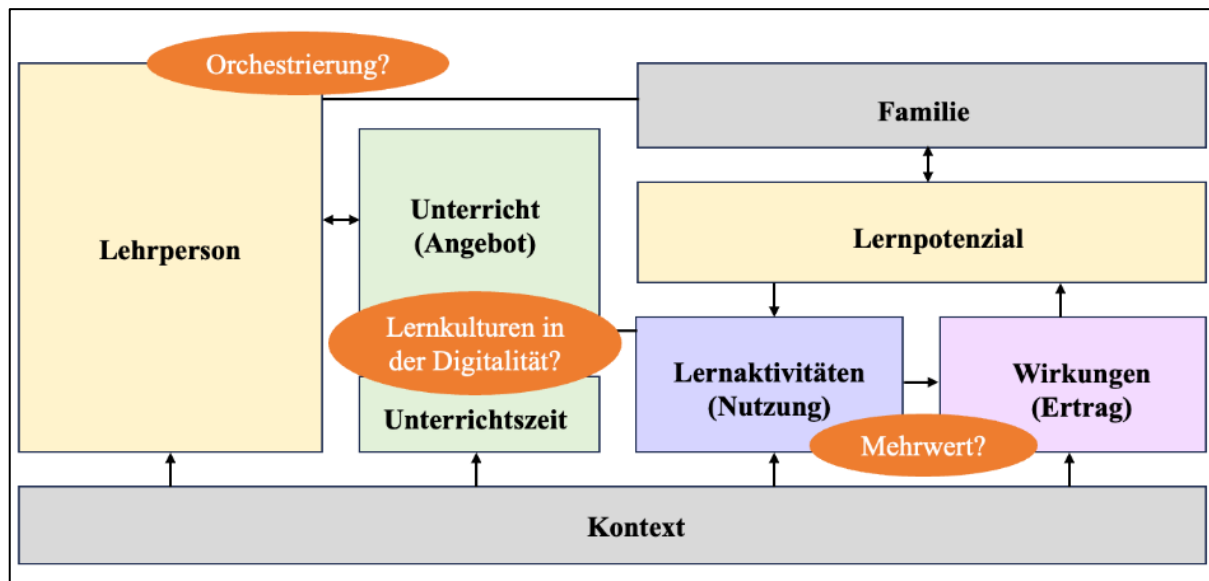 Orchestrierung?
Familie
Lehrperson
Unterricht
(Angebot)
Lernpotenzial
Lernkulturen in
der Digitalität?
Unterrichtszeit
Lernaktivitäten
(Nutzung)
Wirkungen
(Ertrag)
Mehrwert?
Kontext